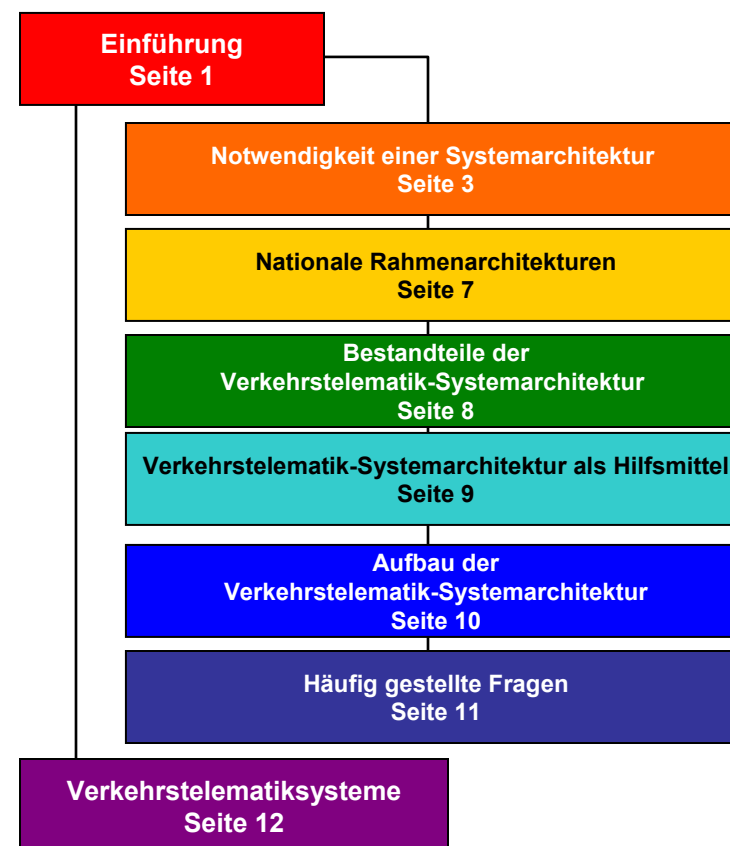 Einführung
Seite 1
Notwendigkeit einer Systemarchitektur
Seite 3
Nationale Rahmenarchitekturen
Seite 7
Bestandteile der
Verkehrstelematik-Systemarchitektur
Seite 8
Verkehrstelematik-Systemarchitektur als Hilfsmittel
Seite 9
Aufbau der
Verkehrstelematik-Systemarchitektur
Seite 10
Häufig gestellte Fragen
Seite 11
Verkehrstelematiksysteme
Seite 12